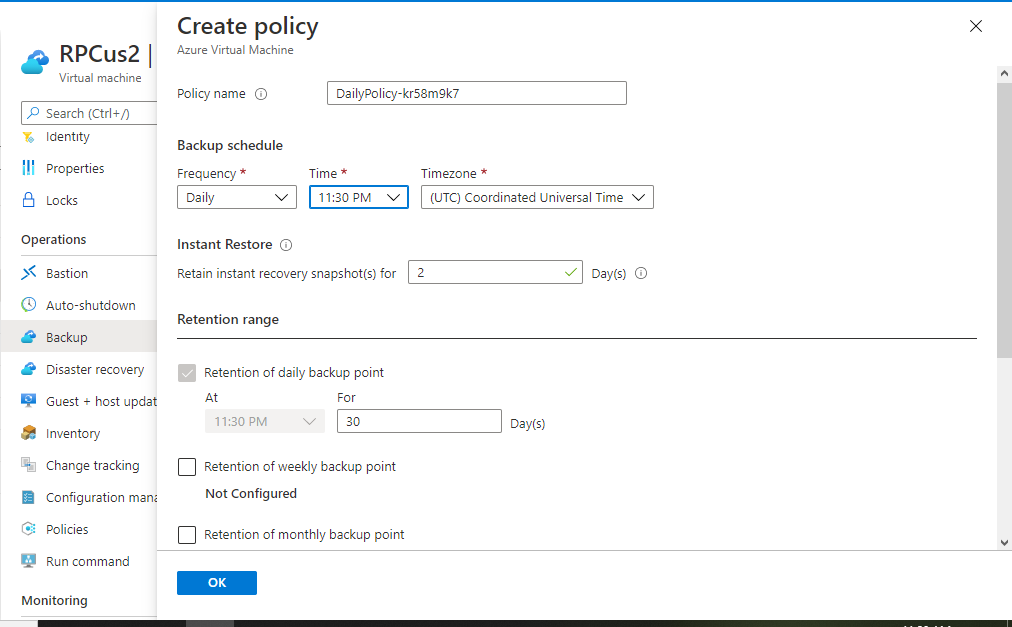 Create policy
Azure Virtual Machine
RPCus2
Virtual machine
Search (Ctrl+/)
Identity
Properties
Locks
Operations
Bastion
Auto-shutdown
Backup
Disaster recovery
Guest + host updat
Inventory
Change tracking
Configuration mana
Policies
Run command
Monitoring
Policy name
DailyPolicy-kr58m9k7
Backup schedule
Frequency * Time * Timezone *
Daily 11:30 PM (UTC) Coordinated Universal Time
Instant Restore
Retain instant recovery snapshot(s) for 2 Day(s)
Retention range
Retention of daily backup point
At For
11:30 PM 30 Day(s)
Retention of weekly backup point
Not Configured
Retention of monthly backup point
OK